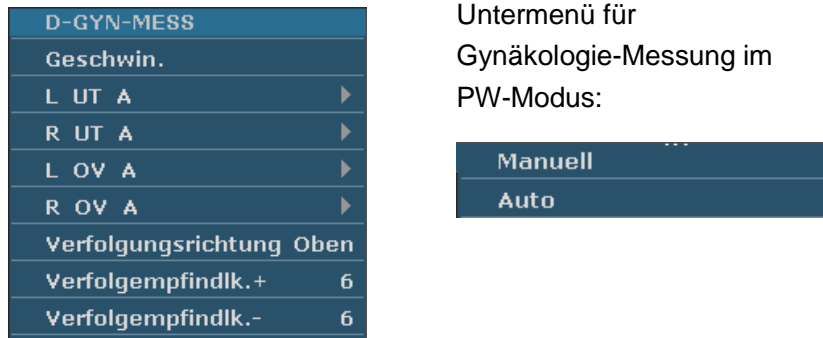 D-GYN-MESS
Geschwin.
L UT A
R UT A
L OV A
R OV A
Verfolgungsrichtung Oben
Verfolgempfindlk.+ 6
Verfolgempfindlk.- 6
Untermenü für
Gynäkologie-Messung im
PW-Modus:
Manuell
Auto